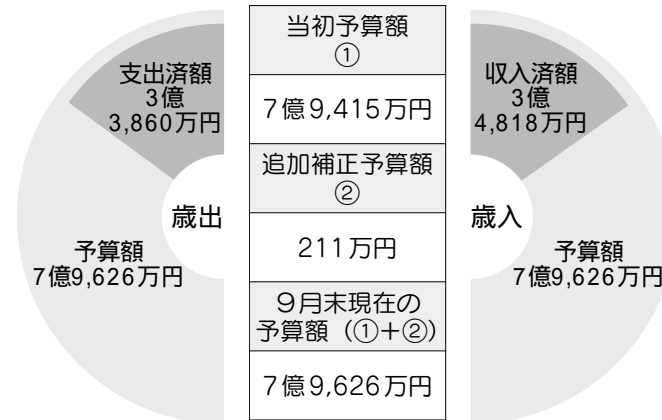 支出済額
3億
3,860万円
歳出
予算額
7億9,626万円
当初予算額
①
7億9,415万円
追加補正予算額
②
211万円
９月末現在の
予算額（①＋②）
7億9,626万円
収入済額
3億
4,818万円
歳入
予算額
7億9,626万円